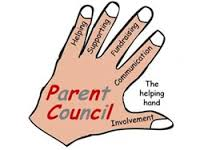 Helping
Supporting
Fundraising
Communication
Parent
Council
The
helping
hand
Involvement